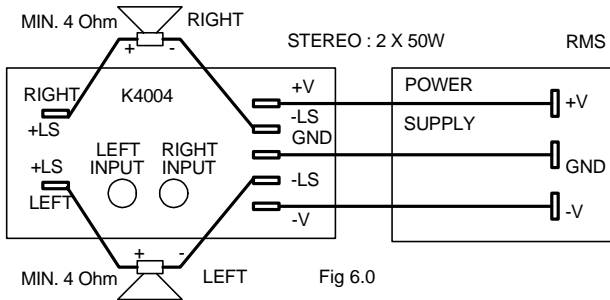 MIN. 4 Ohm
RIGHT
+ -
STEREO : 2 X 50W
RMS
RIGHT
K4004
+LS
+V
-LS
GND
POWER
SUPPLY
+V
+LS
LEFT
INPUT
RIGHT
INPUT
-LS
GND
LEFT
-V
-V
+ -
MIN. 4 Ohm
LEFT
Fig 6.0